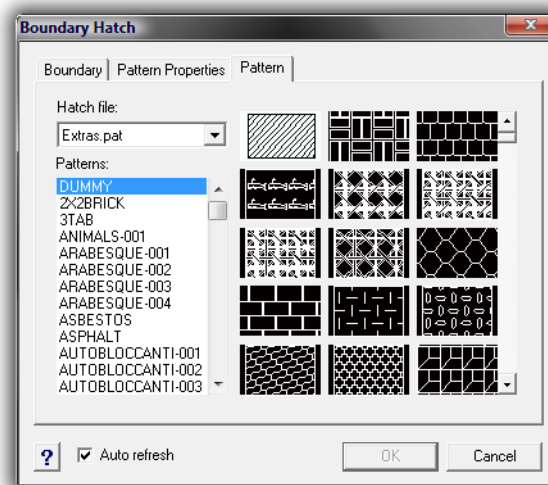 Boundary Hatch
Boundary Pattern Properties Pattern
Hatch file:
Extras.pat
Patterns:
DUMMY
2X2BRICK
3TAB
ANIMALS-001
ARABESQUE-001
ARABESQUE-002
ARABESQUE-003
ARABESQUE-004
ASBESTOS
ASPHALT
AUTOBLOCCANTI-001
AUTOBLOCCANTI-002
AUTOBLOCCANTI-003
? Auto refresh OK Cancel